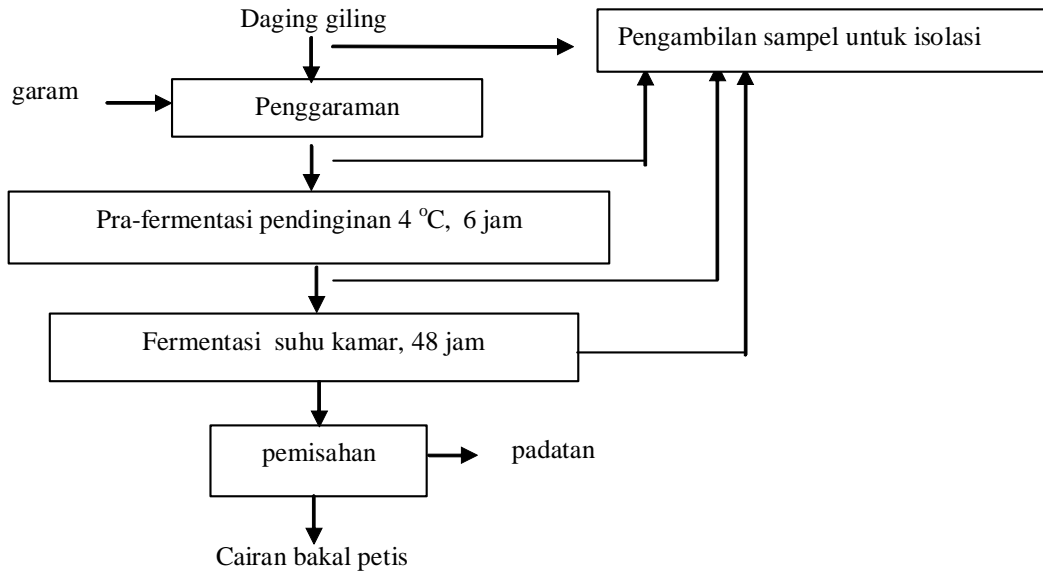 Daging giling
Pengambilan sampel untuk isolasi
garam
Penggaraman
Pra-fermentasi pendinginan 4 °C, 6 jam
Fermentasi suhu kamar, 48 jam
pemisahan
padatan
Cairan bakal petis